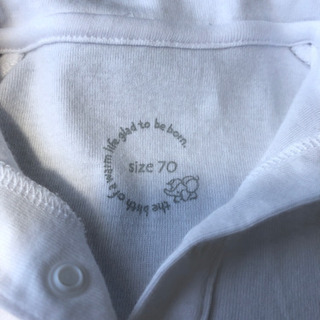 the birth of a warm life glad to be born.
size 70